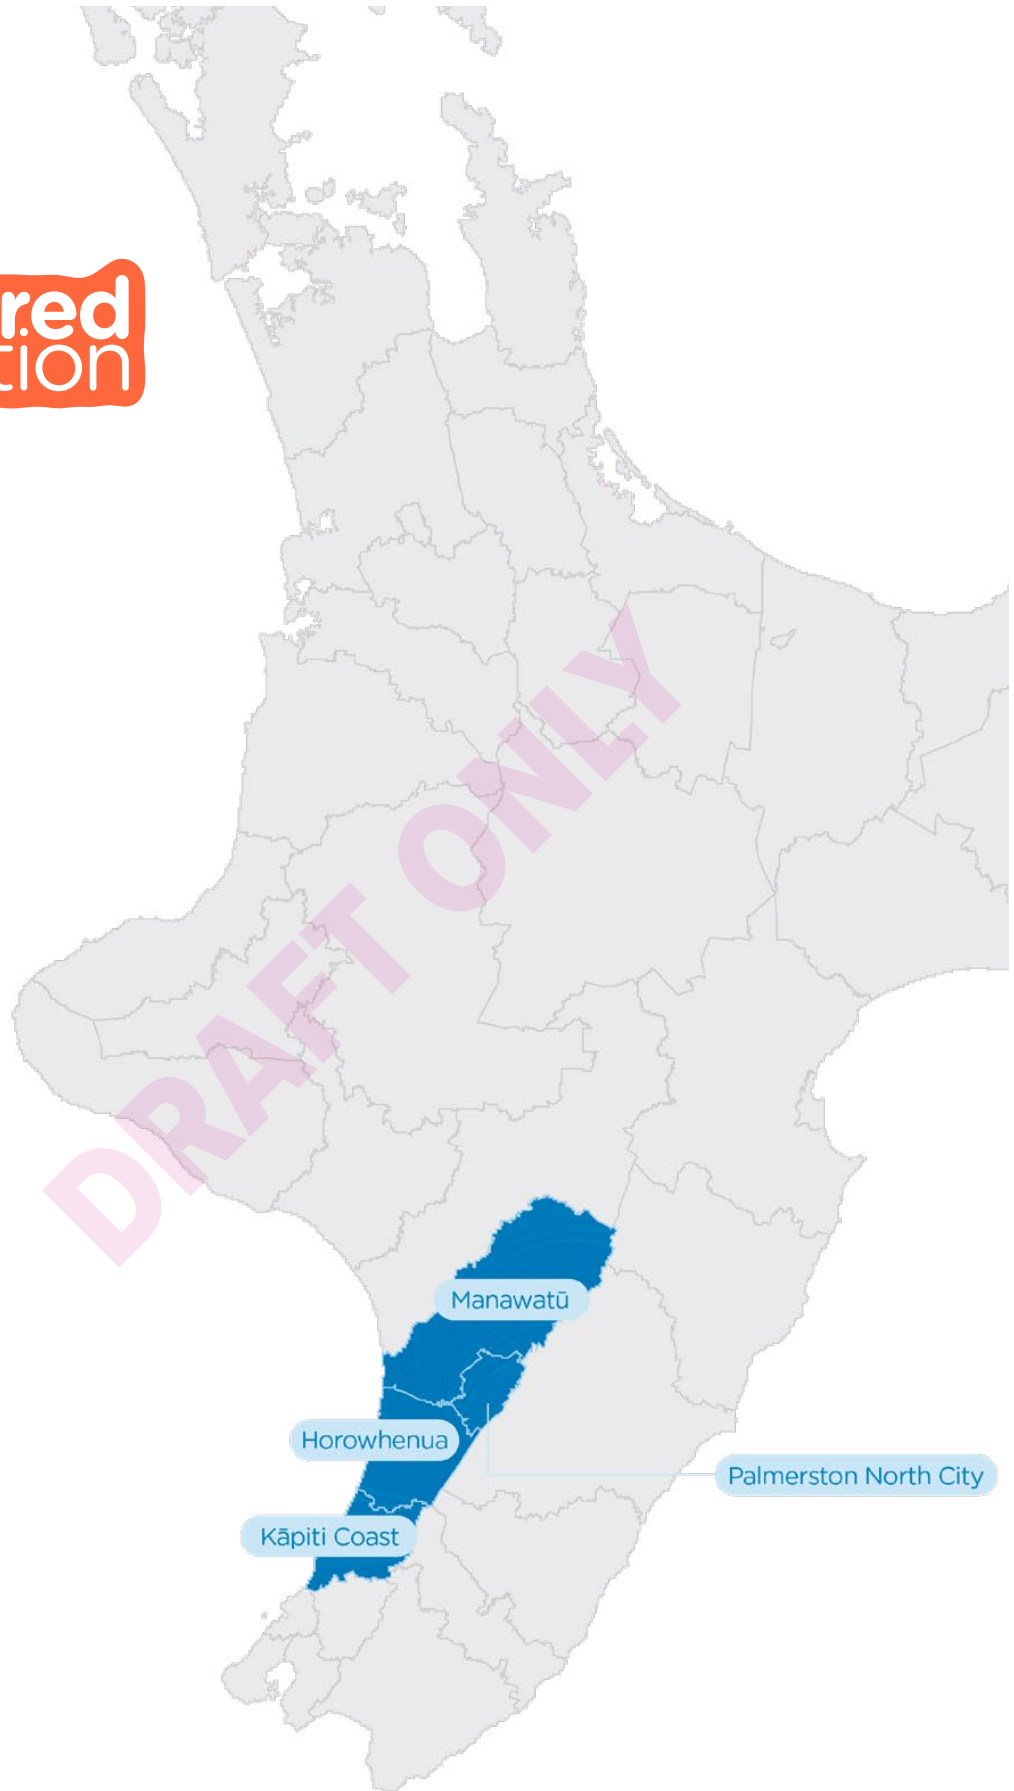 red
tion
DRAFT ONLY
Manawatū
Horowhenua
Palmerston North City
Kāpiti Coast